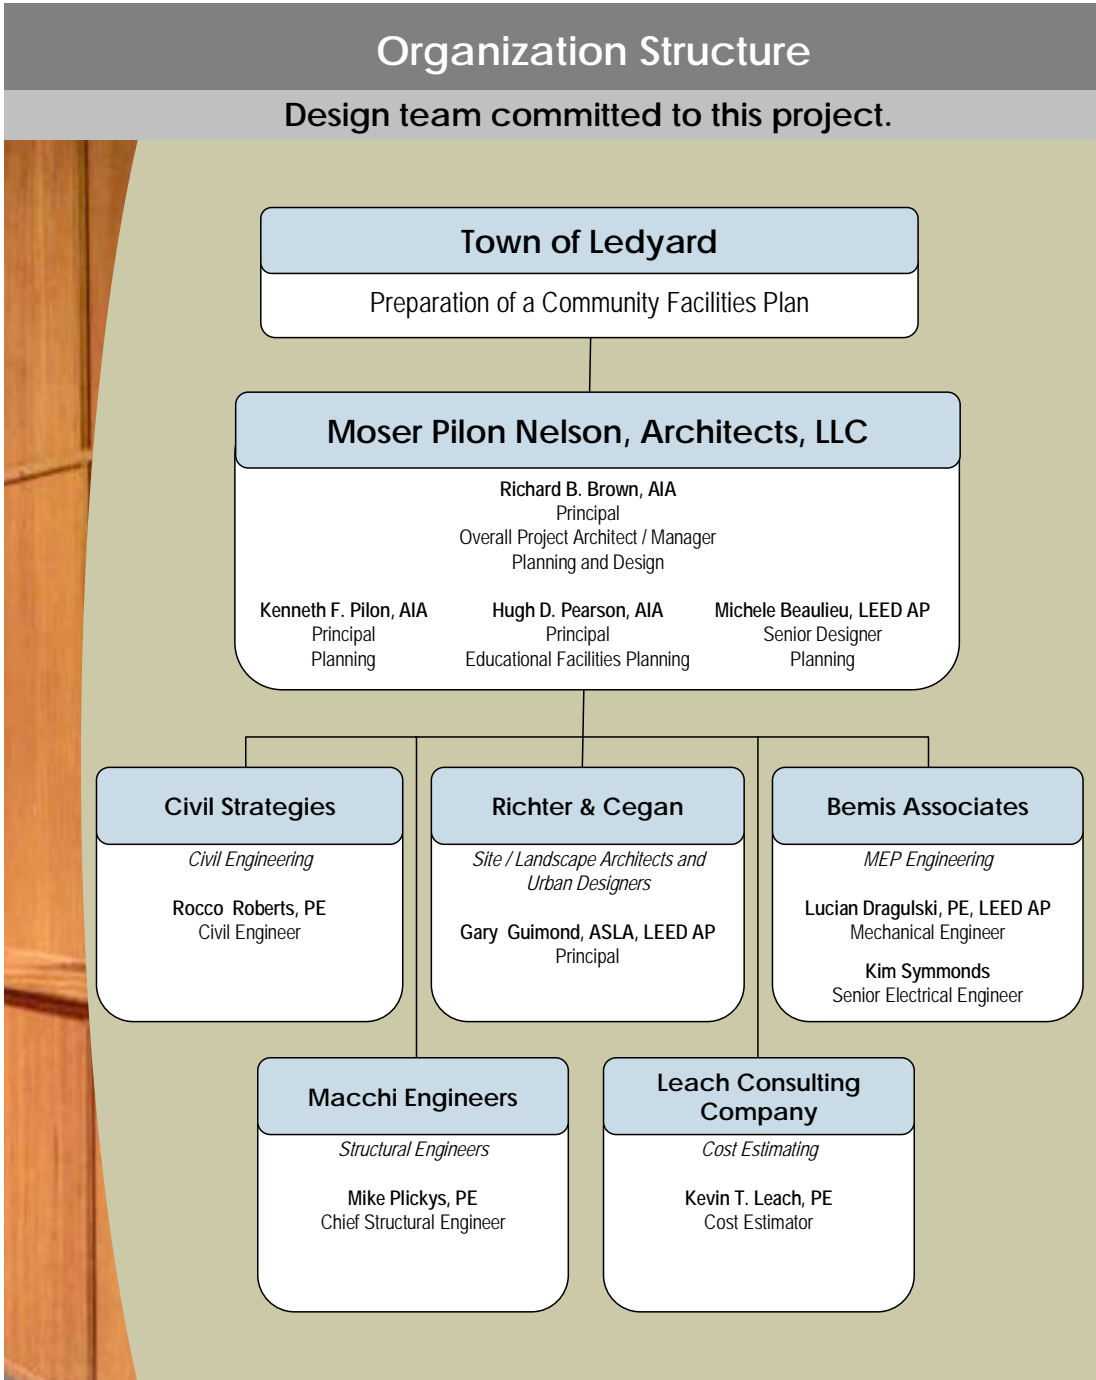 Organization Structure
Design team committed to this project.
Town of Ledyard
Preparation of a Community Facilities Plan
Moser Pilon Nelson, Architects, LLC
Richard B. Brown, AIA
Principal
Overall Project Architect / Manager
Planning and Design
Kenneth F. Pilon, AIA
Principal
Planning
Hugh D. Pearson, AIA
Principal
Educational Facilities Planning
Michele Beaulieu, LEED AP
Senior Designer
Planning
Civil Strategies
Civil Engineering
Rocco Roberts, PE
Civil Engineer
Richter & Cegan
Site / Landscape Architects and
Urban Designers
Gary Guimond, ASLA, LEED AP
Principal
Bemis Associates
MEP Engineering
Lucian Dragulski, PE, LEED AP
Mechanical Engineer
Kim Symmonds
Senior Electrical Engineer
Macchi Engineers
Structural Engineers
Mike Plickys, PE
Chief Structural Engineer
Leach Consulting
Company
Cost Estimating
Kevin T. Leach, PE
Cost Estimator